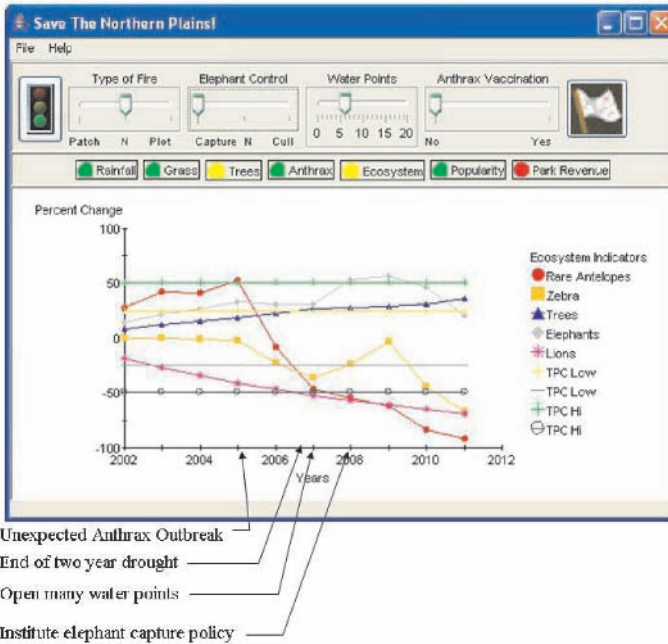 Save The Northern Plains!
File Help
Type of Fire Elephant Control Water Points Anthrax Vaccination
Patch N Plot Capture N Cull 0 5 10 15 20 No Yes
Rainfall Grass Trees Anthrax Ecosystem Popularity Park Revenue
Percent Change
100
50
0
-50
-100
2002 2004 2006 2008 2010 2012
Years
Ecosystem Indicators
Rare Antelopes
Zebra
Trees
Elephants
Lions
TPC Low
TPC Low
TPC Hi
TPC Hi
Unexpected Anthrax Outbreak
End of two year drought
Open many water points
Institute elephant capture policy